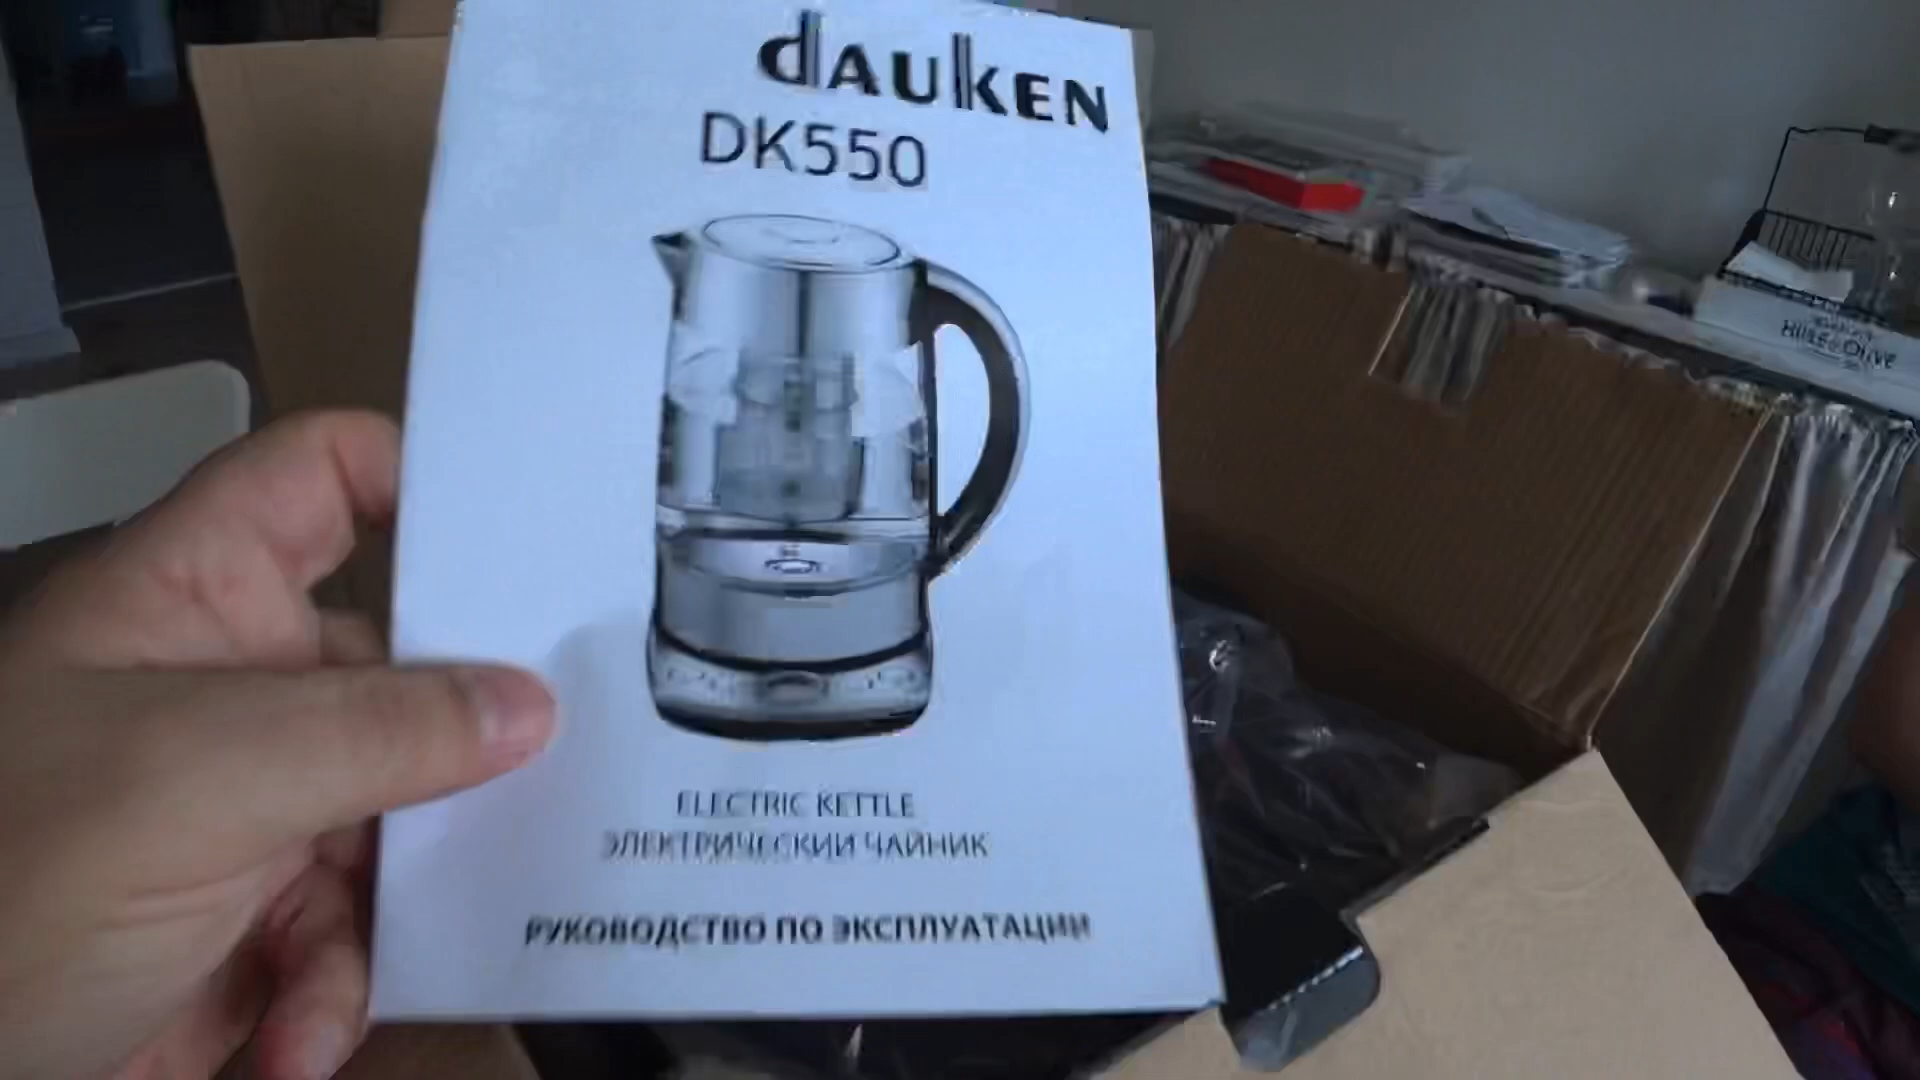 dAUKEN
DK550
ELECTRIC KETTLE
ЭЛЕКТРИЧЕСКИЙ ЧАЙНИК
РУКОВОДСТВО ПО ЭКСПЛУАТАЦИИ